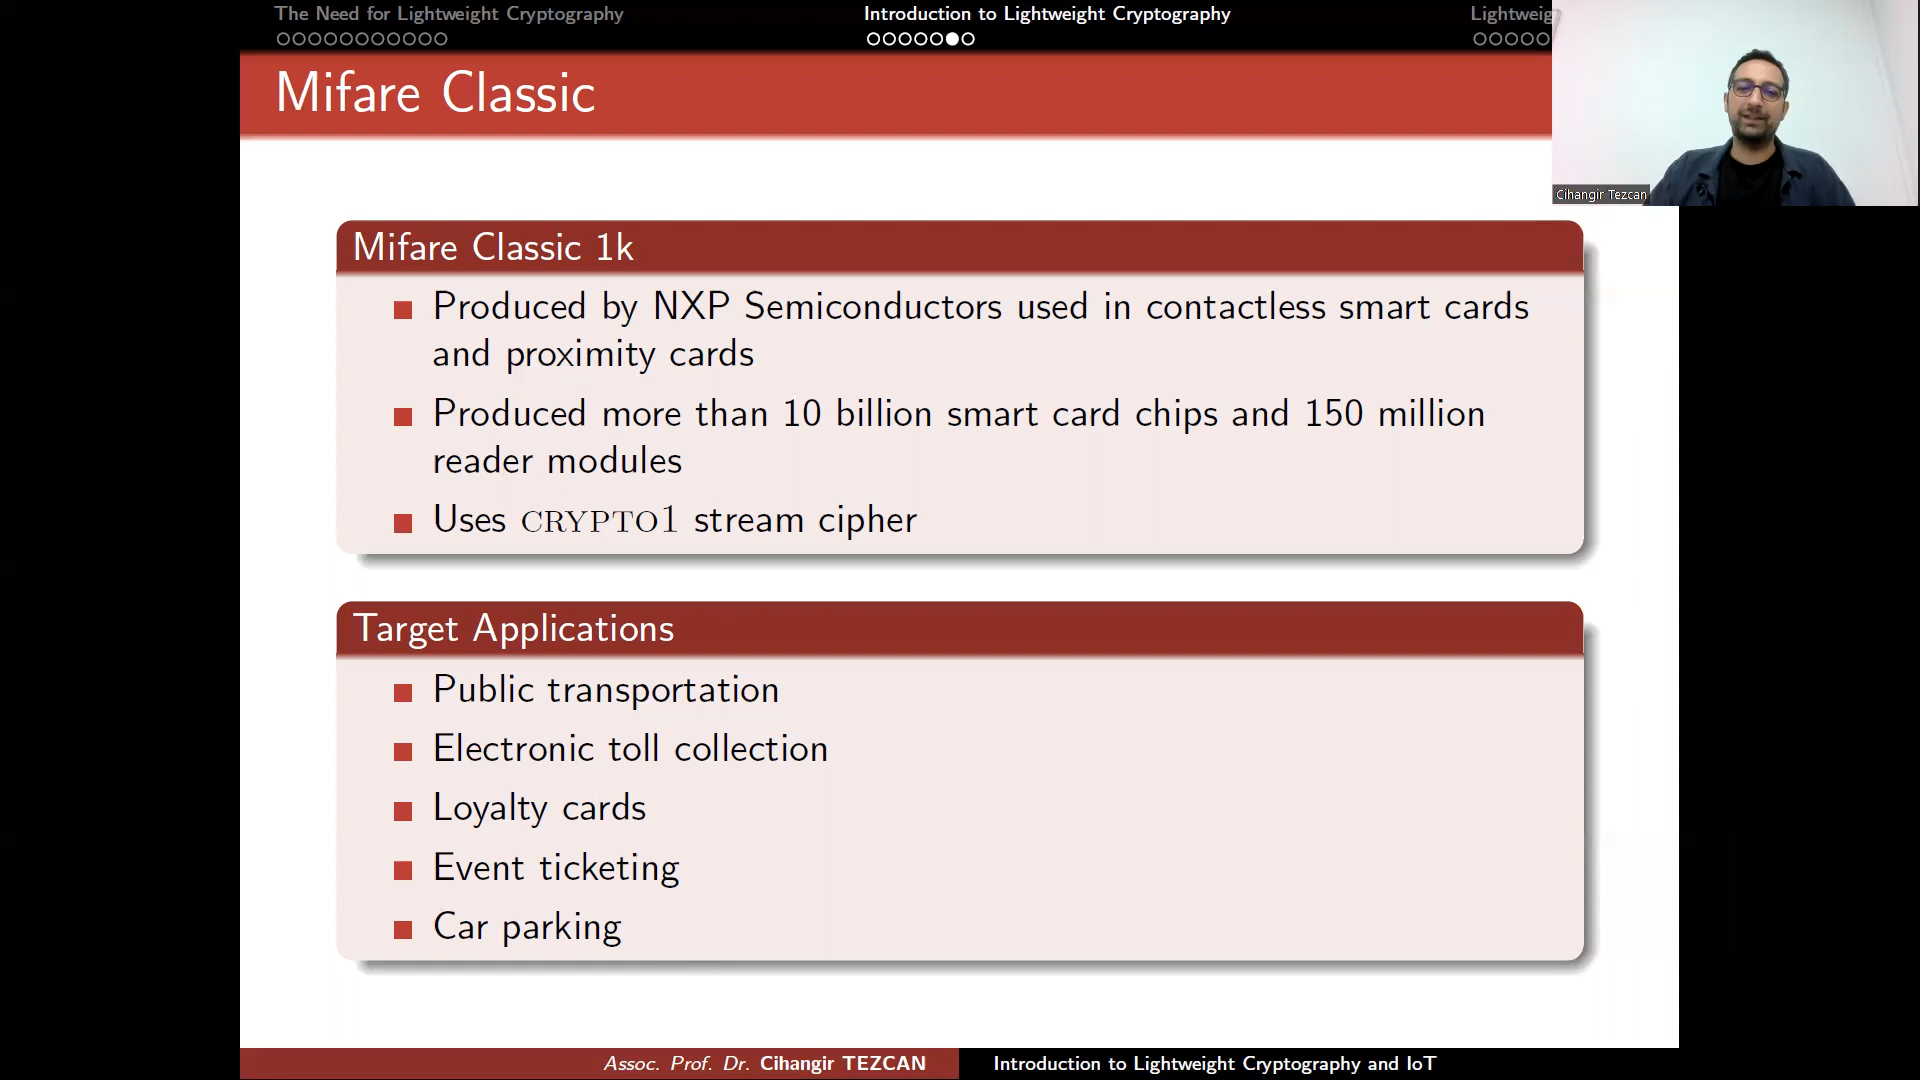 The Need for Lightweight Cryptography
Introduction to Lightweight Cryptography
Lightweig
Mifare Classic
Cihangir Tezcan
Mifare Classic 1k
Produced by NXP Semiconductors used in contactless smart cards
and proximity cards
Produced more than 10 billion smart card chips and 150 million
reader modules
Uses CRYPTO1 stream cipher
Target Applications
Public transportation
Electronic toll collection
Loyalty cards
Event ticketing
Car parking
Assoc. Prof. Dr. Cihangir TEZCAN
Introduction to Lightweight Cryptography and IoT